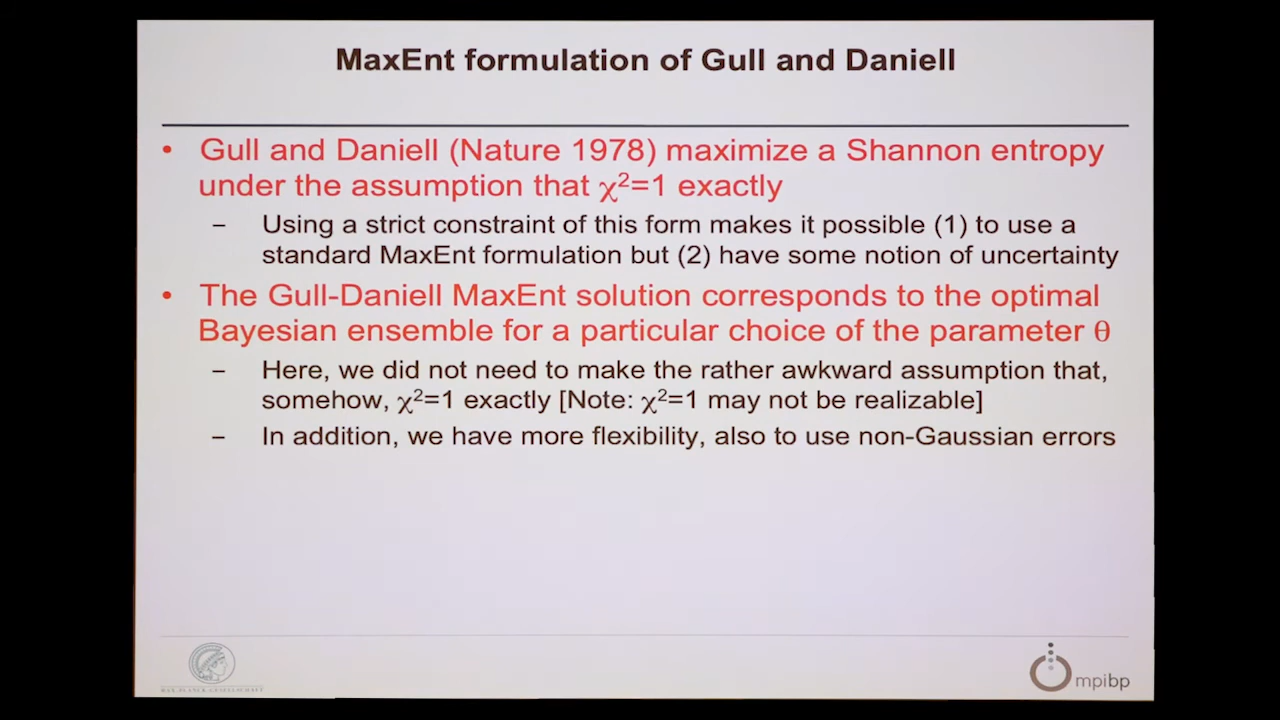 MaxEnt formulation of Gull and Daniell
• Gull and Daniell (Nature 1978) maximize a Shannon entropy
under the assumption that χ²=1 exactly
– Using a strict constraint of this form makes it possible (1) to use a
standard MaxEnt formulation but (2) have some notion of uncertainty
• The Gull-Daniell MaxEnt solution corresponds to the optimal
Bayesian ensemble for a particular choice of the parameter θ
– Here, we did not need to make the rather awkward assumption that,
somehow, χ²=1 exactly [Note: χ²=1 may not be realizable]
– In addition, we have more flexibility, also to use non-Gaussian errors
MAX-PLANCK-GESELLSCHAFT
mpibp